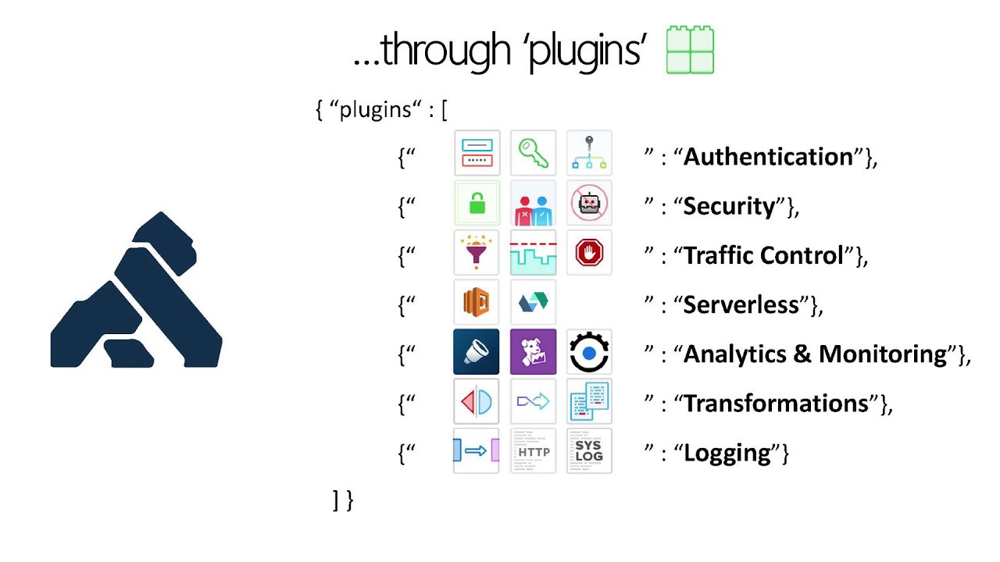 ...through ‘plugins’
{ “plugins“ : [
{“ ” : “Authentication”},
{“ ” : “Security”},
{“ ” : “Traffic Control”},
{“ ” : “Serverless”},
{“ ” : “Analytics & Monitoring”},
{“ ” : “Transformations”},
{“ HTTP SYS LOG ” : “Logging”}
] }